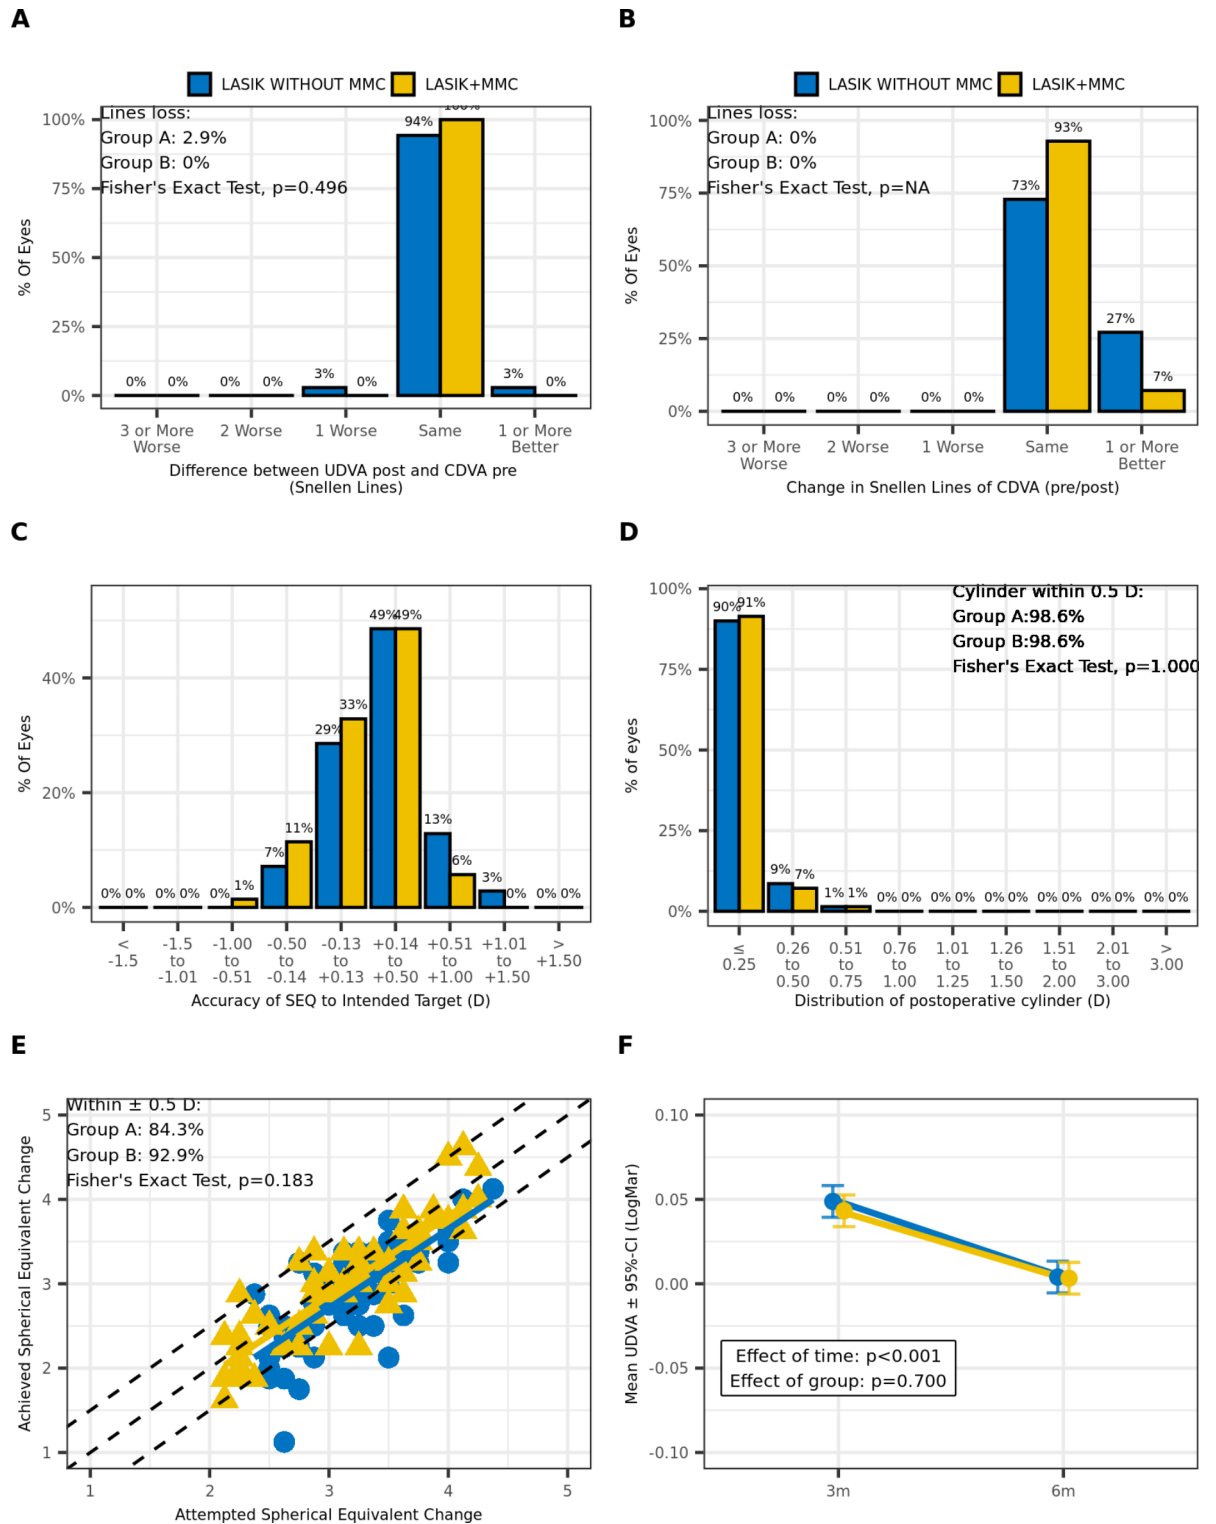 A
LASIK WITHOUT MMC LASIK+MMC
Lines loss:
Group A: 2.9%
Group B: 0%
Fisher's Exact Test, p=0.496
100%
75%
50%
25%
0%
% Of Eyes
0% 0% 0% 0% 3% 0% 94% 100% 3% 0%
3 or More Worse
2 Worse
1 Worse
Same
1 or More Better
Difference between UDVA post and CDVA pre
(Snellen Lines)
B
LASIK WITHOUT MMC LASIK+MMC
Lines loss:
Group A: 0%
Group B: 0%
Fisher's Exact Test, p=NA
100%
75%
50%
25%
0%
% Of Eyes
0% 0% 0% 0% 0% 0% 73% 93% 27% 7%
3 or More Worse
2 Worse
1 Worse
Same
1 or More Better
Change in Snellen Lines of CDVA (pre/post)
C
40%
20%
0%
% Of Eyes
0% 0% 0% 0% 0% 1% 7% 11% 29% 33% 49% 49% 13% 6% 3% 0% 0% 0%
< -1.5
-1.5 to -1.01
-1.00 to -0.51
-0.50 to -0.14
-0.13 to +0.13
+0.14 to +0.50
+0.51 to +1.00
+1.01 to +1.50
> +1.50
Accuracy of SEQ to Intended Target (D)
D
Cylinder within 0.5 D:
Group A:98.6%
Group B:98.6%
Fisher's Exact Test, p=1.000
100%
75%
50%
25%
0%
% of eyes
90% 91% 9% 7% 1% 1% 0% 0% 0% 0% 0% 0% 0% 0% 0% 0% 0% 0%
≤ 0.25
0.26 to 0.50
0.51 to 0.75
0.76 to 1.00
1.01 to 1.25
1.26 to 1.50
1.51 to 2.00
2.01 to 3.00
> 3.00
Distribution of postoperative cylinder (D)
E
Within ± 0.5 D:
Group A: 84.3%
Group B: 92.9%
Fisher's Exact Test, p=0.183
5
4
3
2
1
Achieved Spherical Equivalent Change
1 2 3 4 5
Attempted Spherical Equivalent Change
F
0.10
0.05
0.00
-0.05
-0.10
Mean UDVA ± 95%-CI (LogMar)
Effect of time: p<0.001
Effect of group: p=0.700
3m 6m